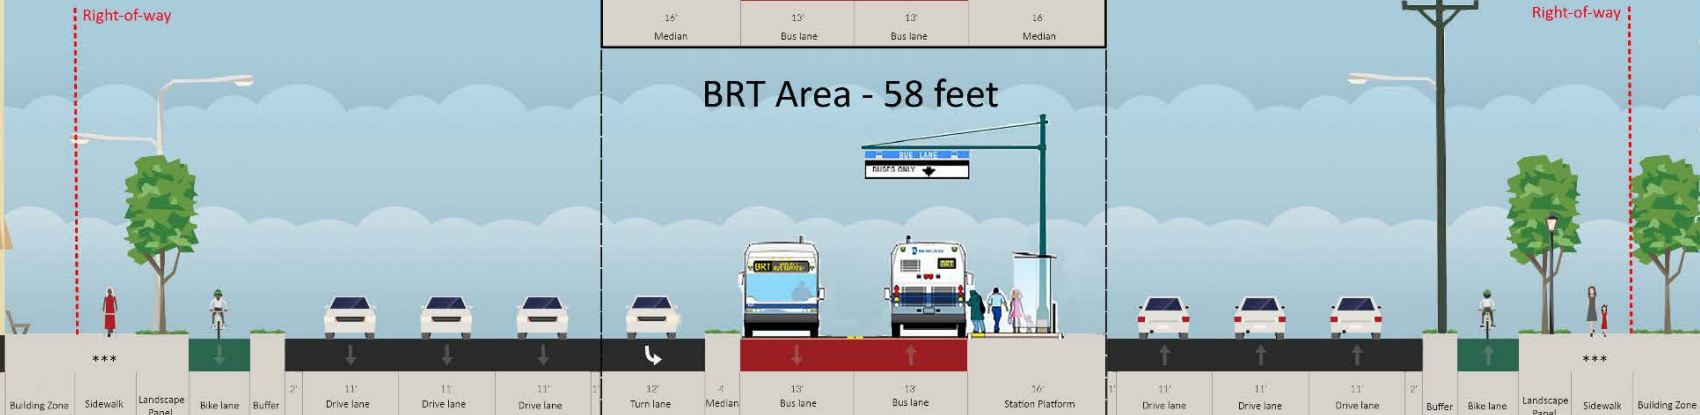 Right-of-way
16'
13'
13'
16'
Median
Bus lane
Bus lane
Median
Right-of-way
BRT Area - 58 feet
BUS LANE
BUSES ONLY
BRT
BRT
***
***
2'
11'
11'
11'
1'
12'
4
13'
13'
16'
1'
11'
11'
11'
2'
Building Zone
Sidewalk
Landscape
Panel
Bike lane
Buffer
Drive lane
Drive lane
Drive lane
Turn lane
Median
Bus lane
Bus lane
Station Platform
Drive lane
Drive lane
Drive lane
Buffer
Bike lane
Landscape
Panel
Sidewalk
Building Zone